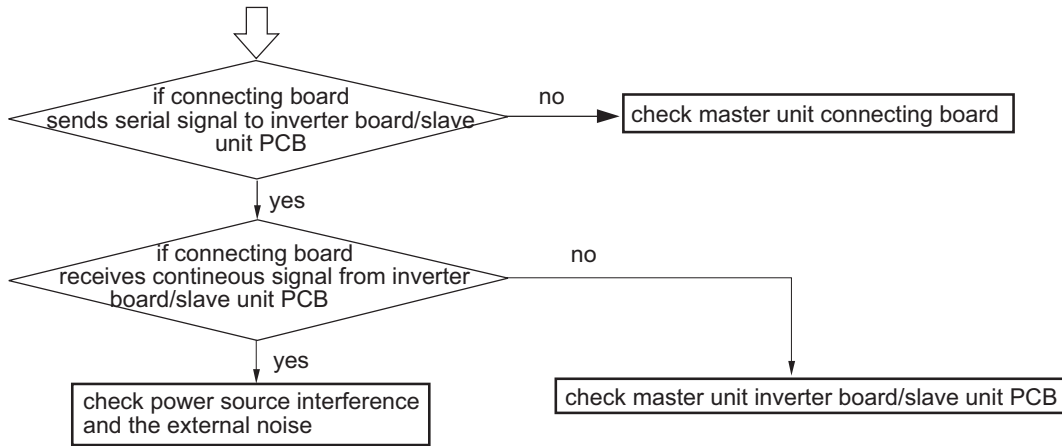 if connecting board
sends serial signal to inverter board/slave
unit PCB
no
check master unit connecting board
yes
if connecting board
receives contineous signal from inverter
board/slave unit PCB
no
yes
check power source interference
and the external noise
check master unit inverter board/slave unit PCB